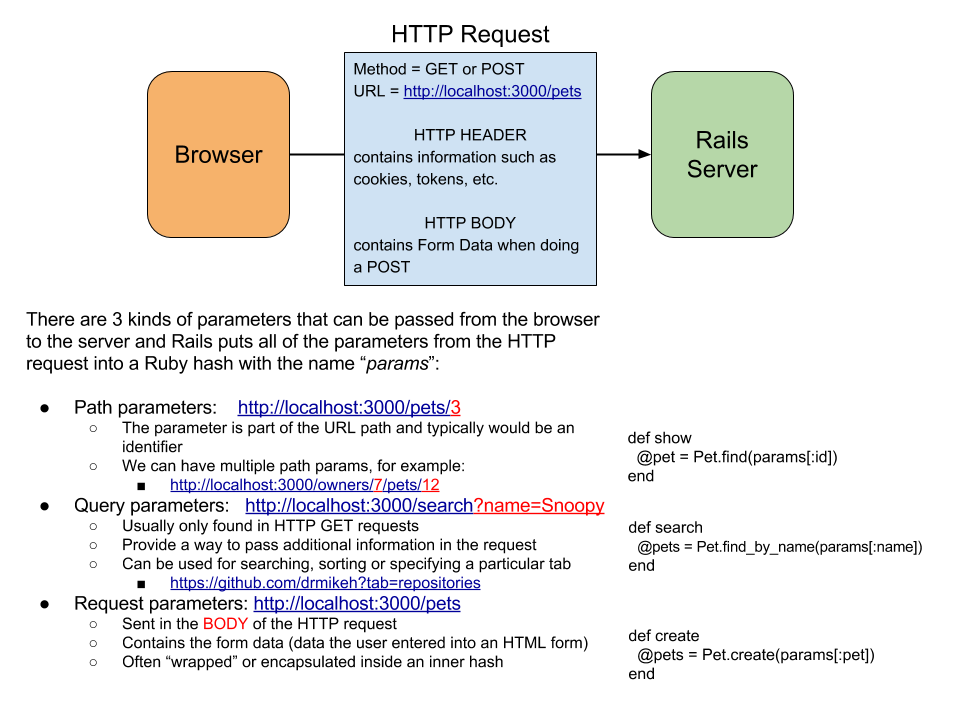 HTTP Request
Browser
Method = GET or POST
URL = http://localhost:3000/pets
HTTP HEADER
contains information such as
cookies, tokens, etc.
HTTP BODY
contains Form Data when doing
a POST
Rails
Server
There are 3 kinds of parameters that can be passed from the browser
to the server and Rails puts all of the parameters from the HTTP
request into a Ruby hash with the name “params”:
● Path parameters: http://localhost:3000/pets/3
○ The parameter is part of the URL path and typically would be an
identifier
○ We can have multiple path params, for example:
■ http://localhost:3000/owners/7/pets/12
def show
@pet = Pet.find(params[:id])
end
● Query parameters: http://localhost:3000/search?name=Snoopy
○ Usually only found in HTTP GET requests
○ Provide a way to pass additional information in the request
○ Can be used for searching, sorting or specifying a particular tab
■ https://github.com/drmikeh?tab=repositories
def search
@pets = Pet.find_by_name(params[:name])
end
● Request parameters: http://localhost:3000/pets
○ Sent in the BODY of the HTTP request
○ Contains the form data (data the user entered into an HTML form)
○ Often “wrapped” or encapsulated inside an inner hash
def create
@pets = Pet.create(params[:pet])
end